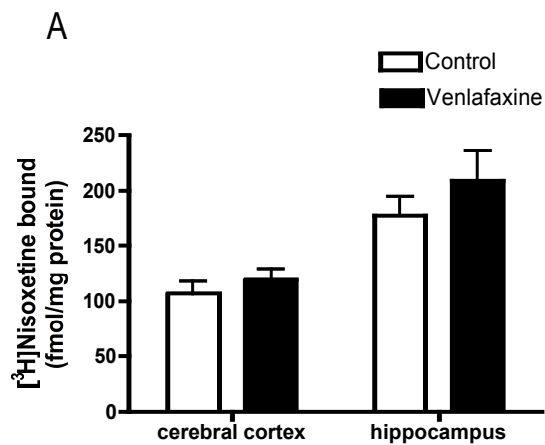 A
Control
Venlafaxine
[³H]Nisoxetine bound
(fmol/mg protein)
250
200
150
100
50
0
cerebral cortex
hippocampus